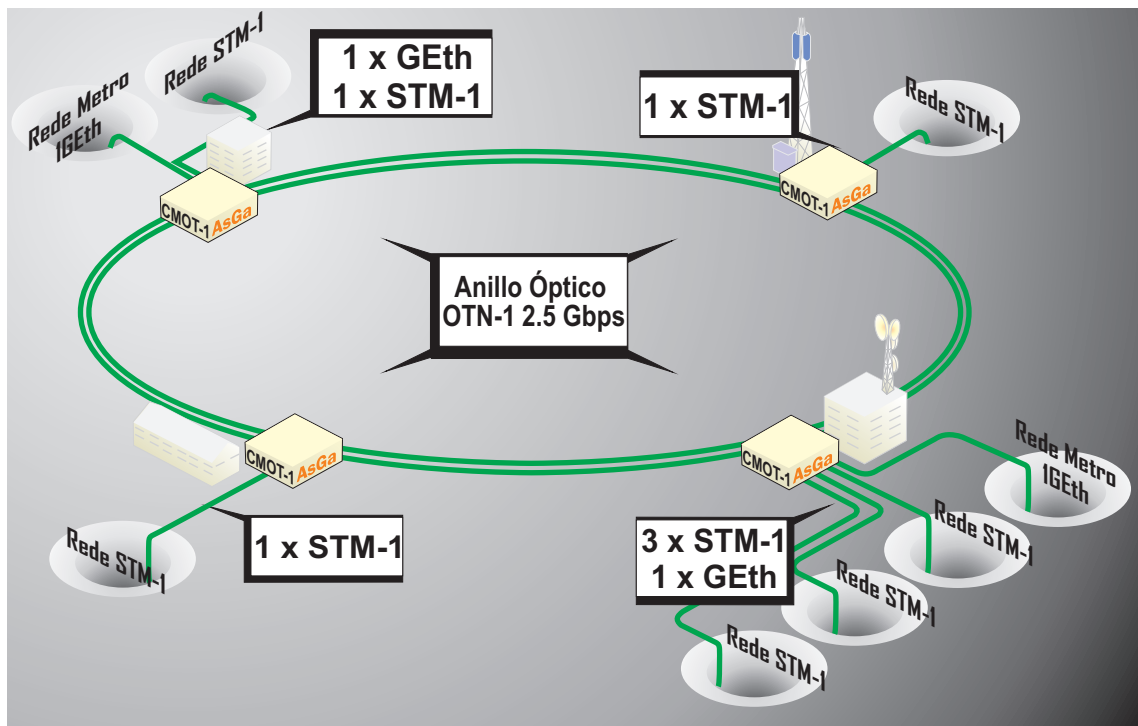 Rede STM-1
Rede Metro
1GEth
1 x GEth
1 x STM-1
1 x STM-1
Rede STM-1
CMOT-1 AsGa
CMOT-1 AsGa
Anillo Óptico
OTN-1 2.5 Gbps
CMOT-1 AsGa
CMOT-1 AsGa
Rede Metro
1GEth
Rede STM-1
1 x STM-1
3 x STM-1
1 x GEth
Rede STM-1
Rede STM-1
Rede STM-1